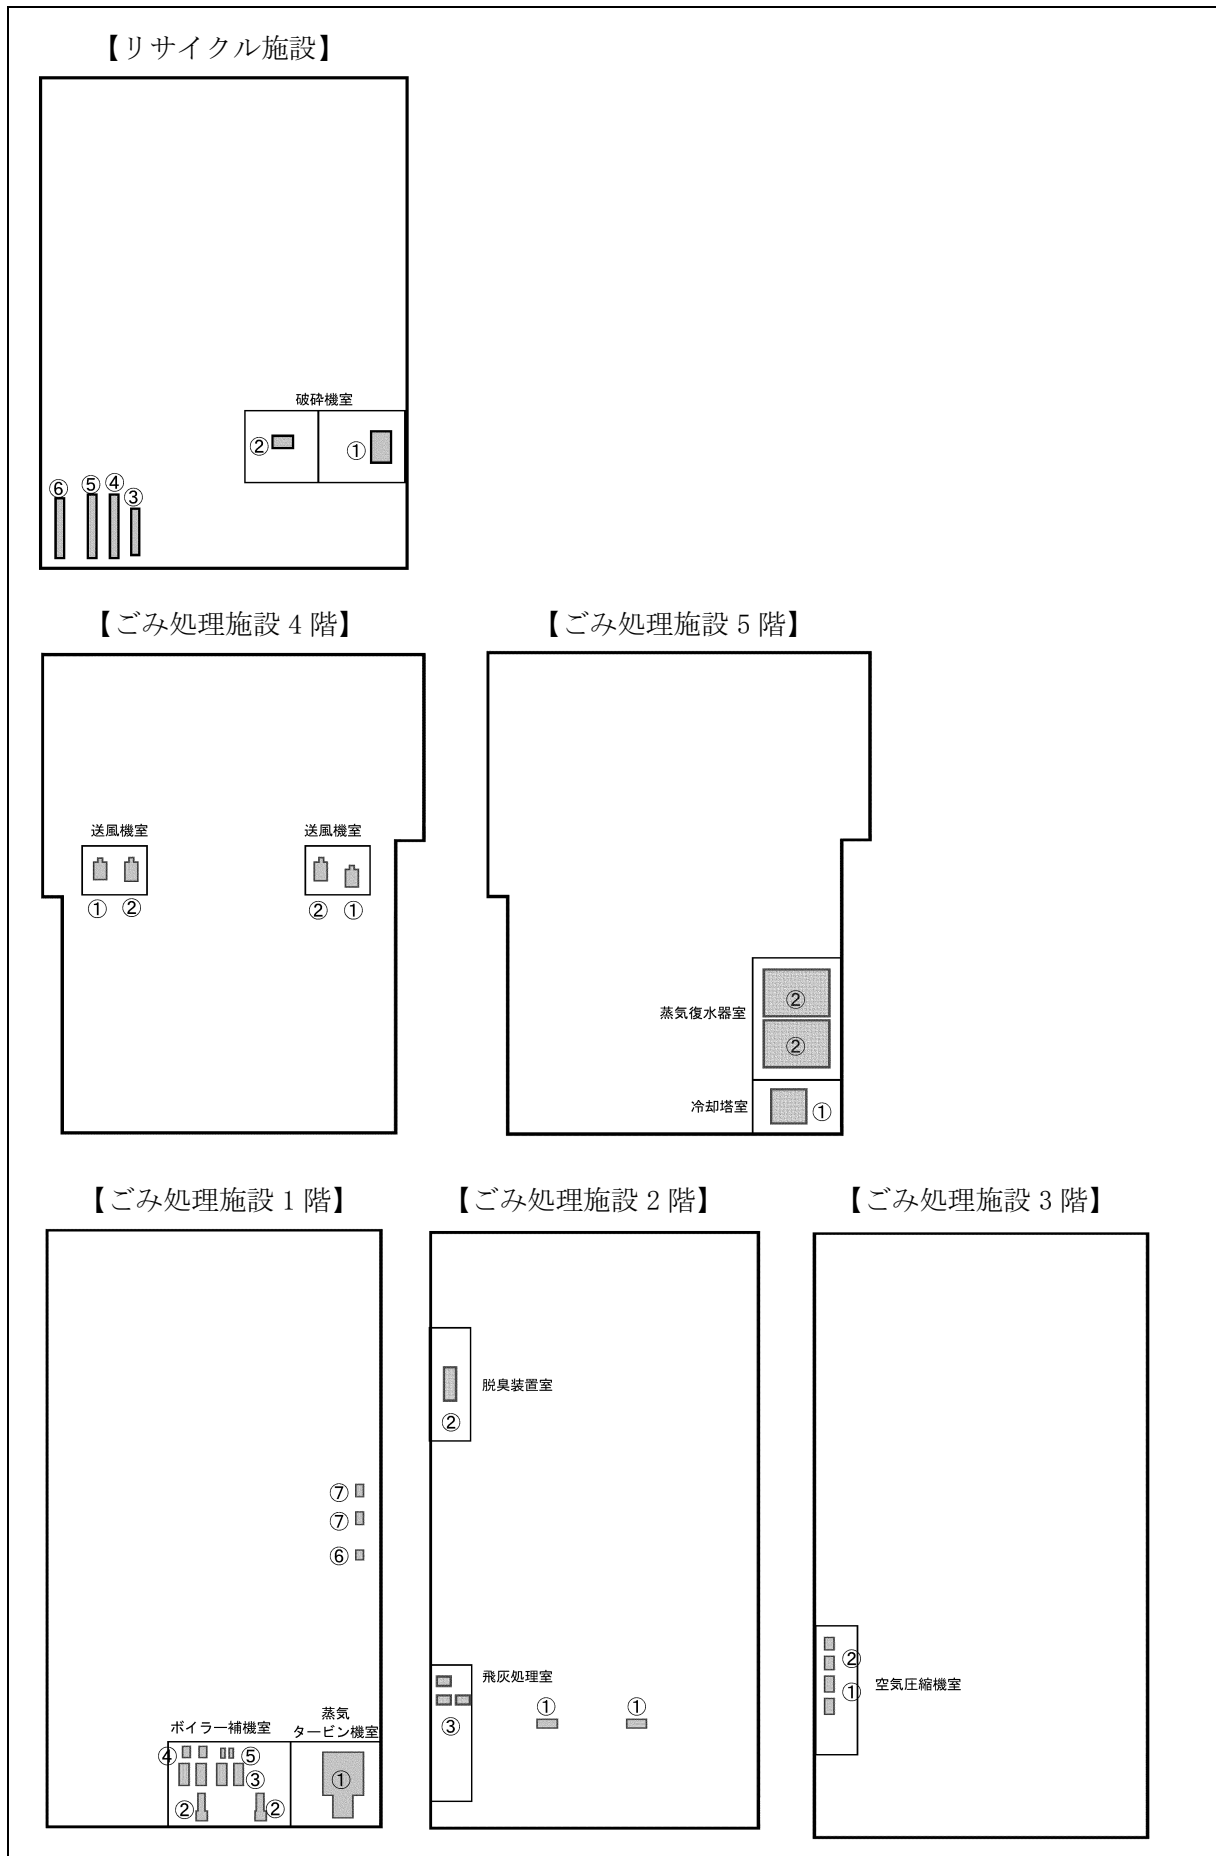 【リサイクル施設】
破砕機室
②
①
⑥
⑤
④
③
【ごみ処理施設 4 階】
送風機室
①
②
送風機室
②
①
【ごみ処理施設 5 階】
蒸気復水器室
②
②
冷却塔室
①
【ごみ処理施設 1 階】
⑦
⑦
⑥
ボイラー補機室
④
⑤
③
②
②
蒸気
タービン機室
①
【ごみ処理施設 2 階】
脱臭装置室
②
飛灰処理室
③
①
①
【ごみ処理施設 3 階】
②
①
空気圧縮機室